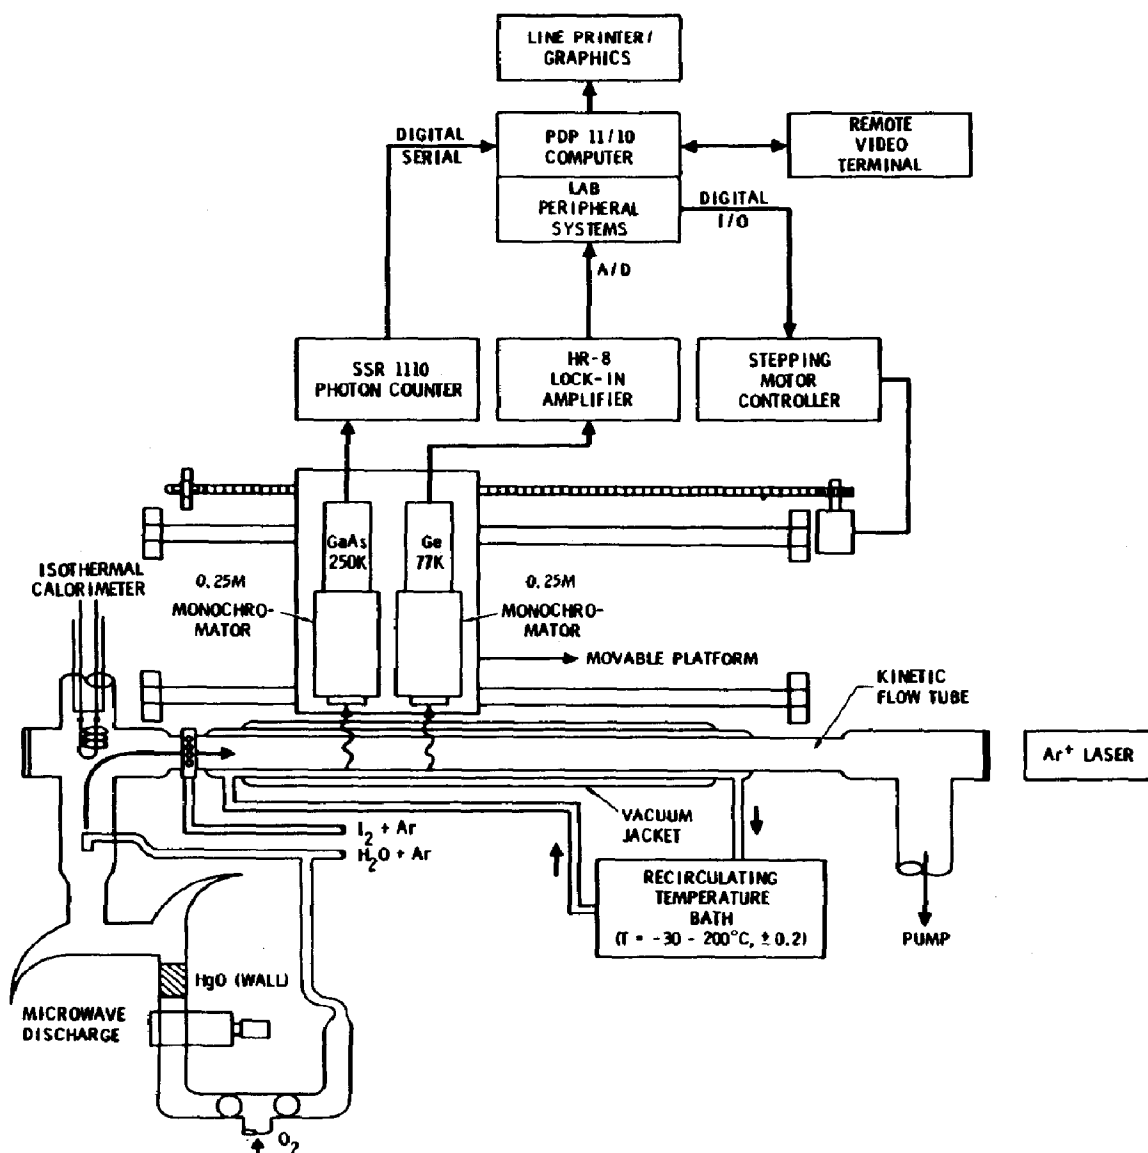 LINE PRINTER/
GRAPHICS
DIGITAL
SERIAL
PDP 11/10
COMPUTER
REMOTE
VIDEO
TERMINAL
LAB
PERIPHERAL
SYSTEMS
DIGITAL
I/O
A/D
SSR 1110
PHOTON COUNTER
HR-8
LOCK-IN
AMPLIFIER
STEPPING
MOTOR
CONTROLLER
GaAs
250K
Ge
77K
ISOTHERMAL
CALORIMETER
0.25M
MONOCHRO-
MATOR
0.25M
MONOCHRO-
MATOR
MOVABLE PLATFORM
KINETIC
FLOW TUBE
Ar+ LASER
VACUUM
JACKET
I2 + Ar
H2O + Ar
RECIRCULATING
TEMPERATURE
BATH
(T = -30 - 200°C, ±0.2)
PUMP
HgO (WALL)
MICROWAVE
DISCHARGE
O2